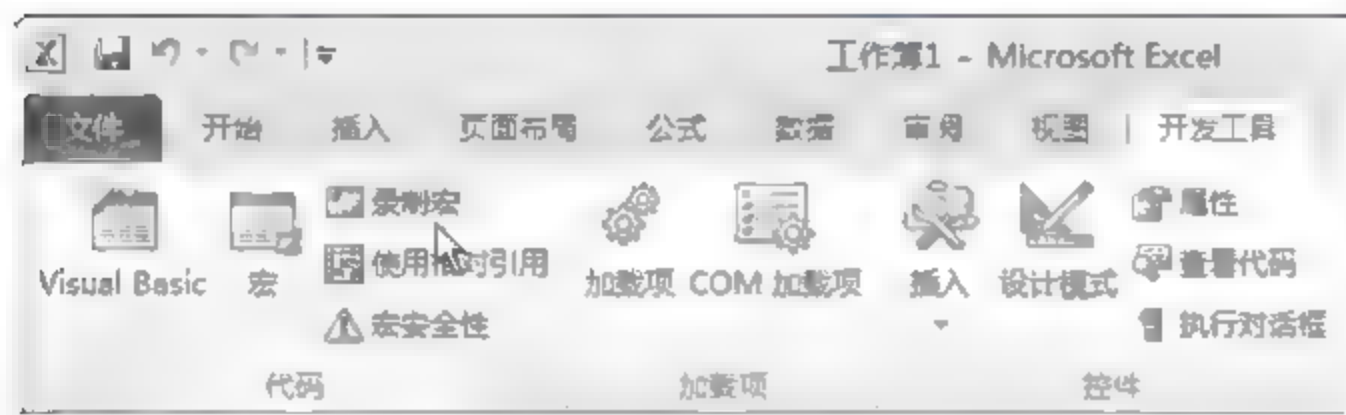 工作簿1 - Microsoft Excel
文件 开始 插入 页面布局 公式 数据 审阅 视图 开发工具
Visual Basic 宏 录制宏 使用相对引用 宏安全性
加载项 COM 加载项
插入 设计模式 属性 查看代码 执行对话框
代码 加载项 控件